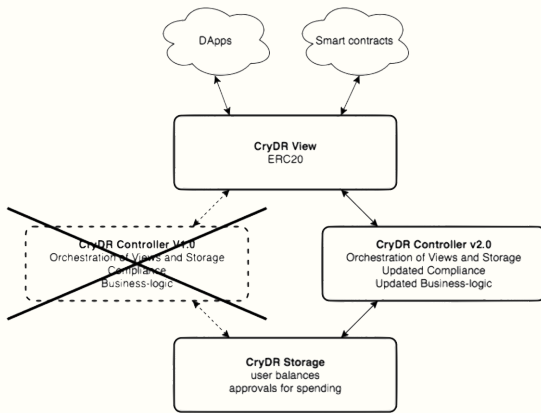 DApps
Smart contracts
CryDR View
ERC20
CryDR Controller V1.0
Orchestration of Views and Storage
Compliance
Business-logic
CryDR Controller v2.0
Orchestration of Views and Storage
Updated Compliance
Updated Business-logic
CryDR Storage
user balances
approvals for spending